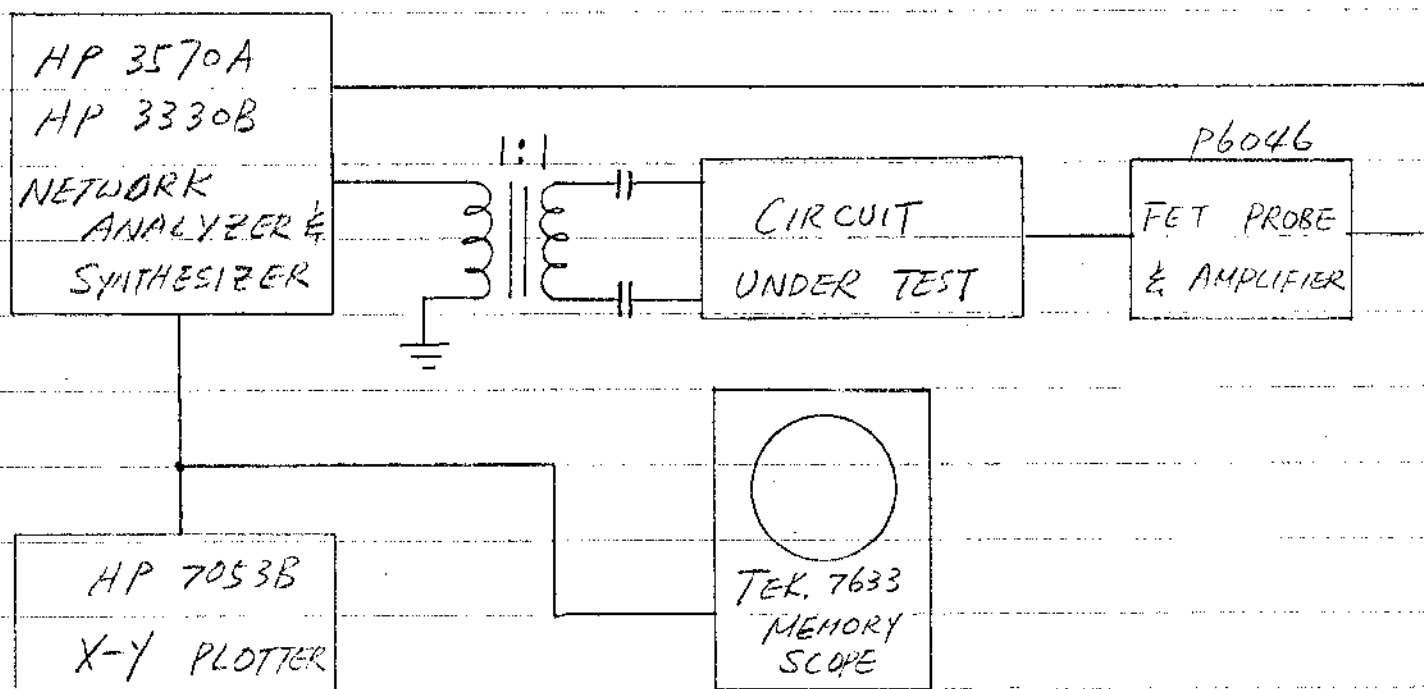 HP 3570A
HP 3330B
NETWORK
ANALYZER &
SYNTHESIZER
1:1
CIRCUIT
UNDER TEST
P6046
FET PROBE
& AMPLIFIER
HP 7053B
X-Y PLOTTER
TEK. 7633
MEMORY
SCOPE